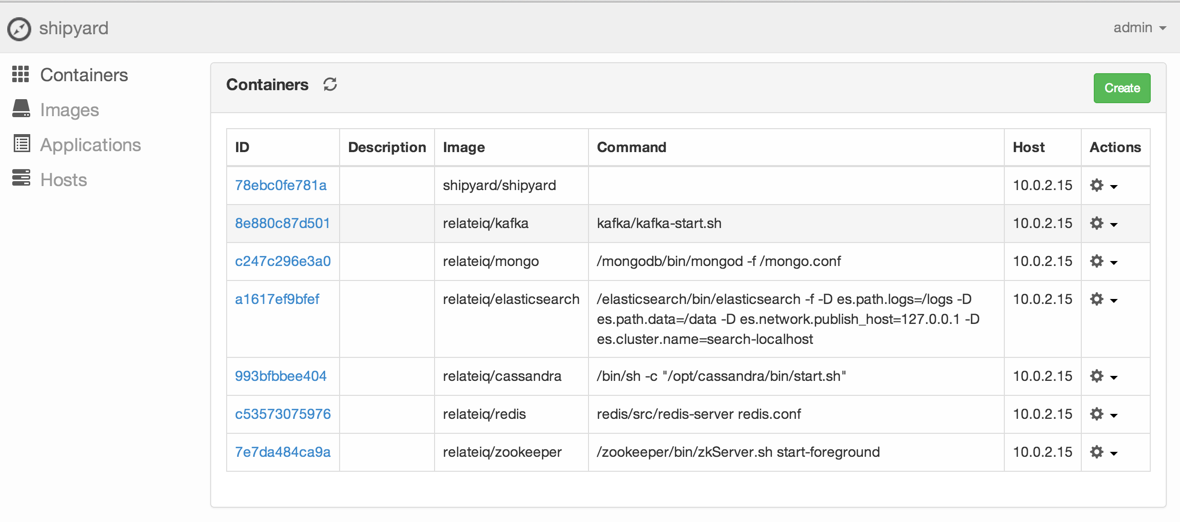 shipyard
admin
Containers
Images
Applications
Hosts
Containers
Create
ID Description Image Command Host Actions
78ebc0fe781a shipyard/shipyard 10.0.2.15
8e880c87d501 relateiq/kafka kafka/kafka-start.sh 10.0.2.15
c247c296e3a0 relateiq/mongo /mongodb/bin/mongod -f /mongo.conf 10.0.2.15
a1617ef9bfef relateiq/elasticsearch /elasticsearch/bin/elasticsearch -f -D es.path.logs=/logs -D 10.0.2.15
es.path.data=/data -D es.network.publish_host=127.0.0.1 -D
es.cluster.name=search-localhost
993bfbbee404 relateiq/cassandra /bin/sh -c "/opt/cassandra/bin/start.sh" 10.0.2.15
c53573075976 relateiq/redis redis/src/redis-server redis.conf 10.0.2.15
7e7da484ca9a relateiq/zookeeper /zookeeper/bin/zkServer.sh start-foreground 10.0.2.15